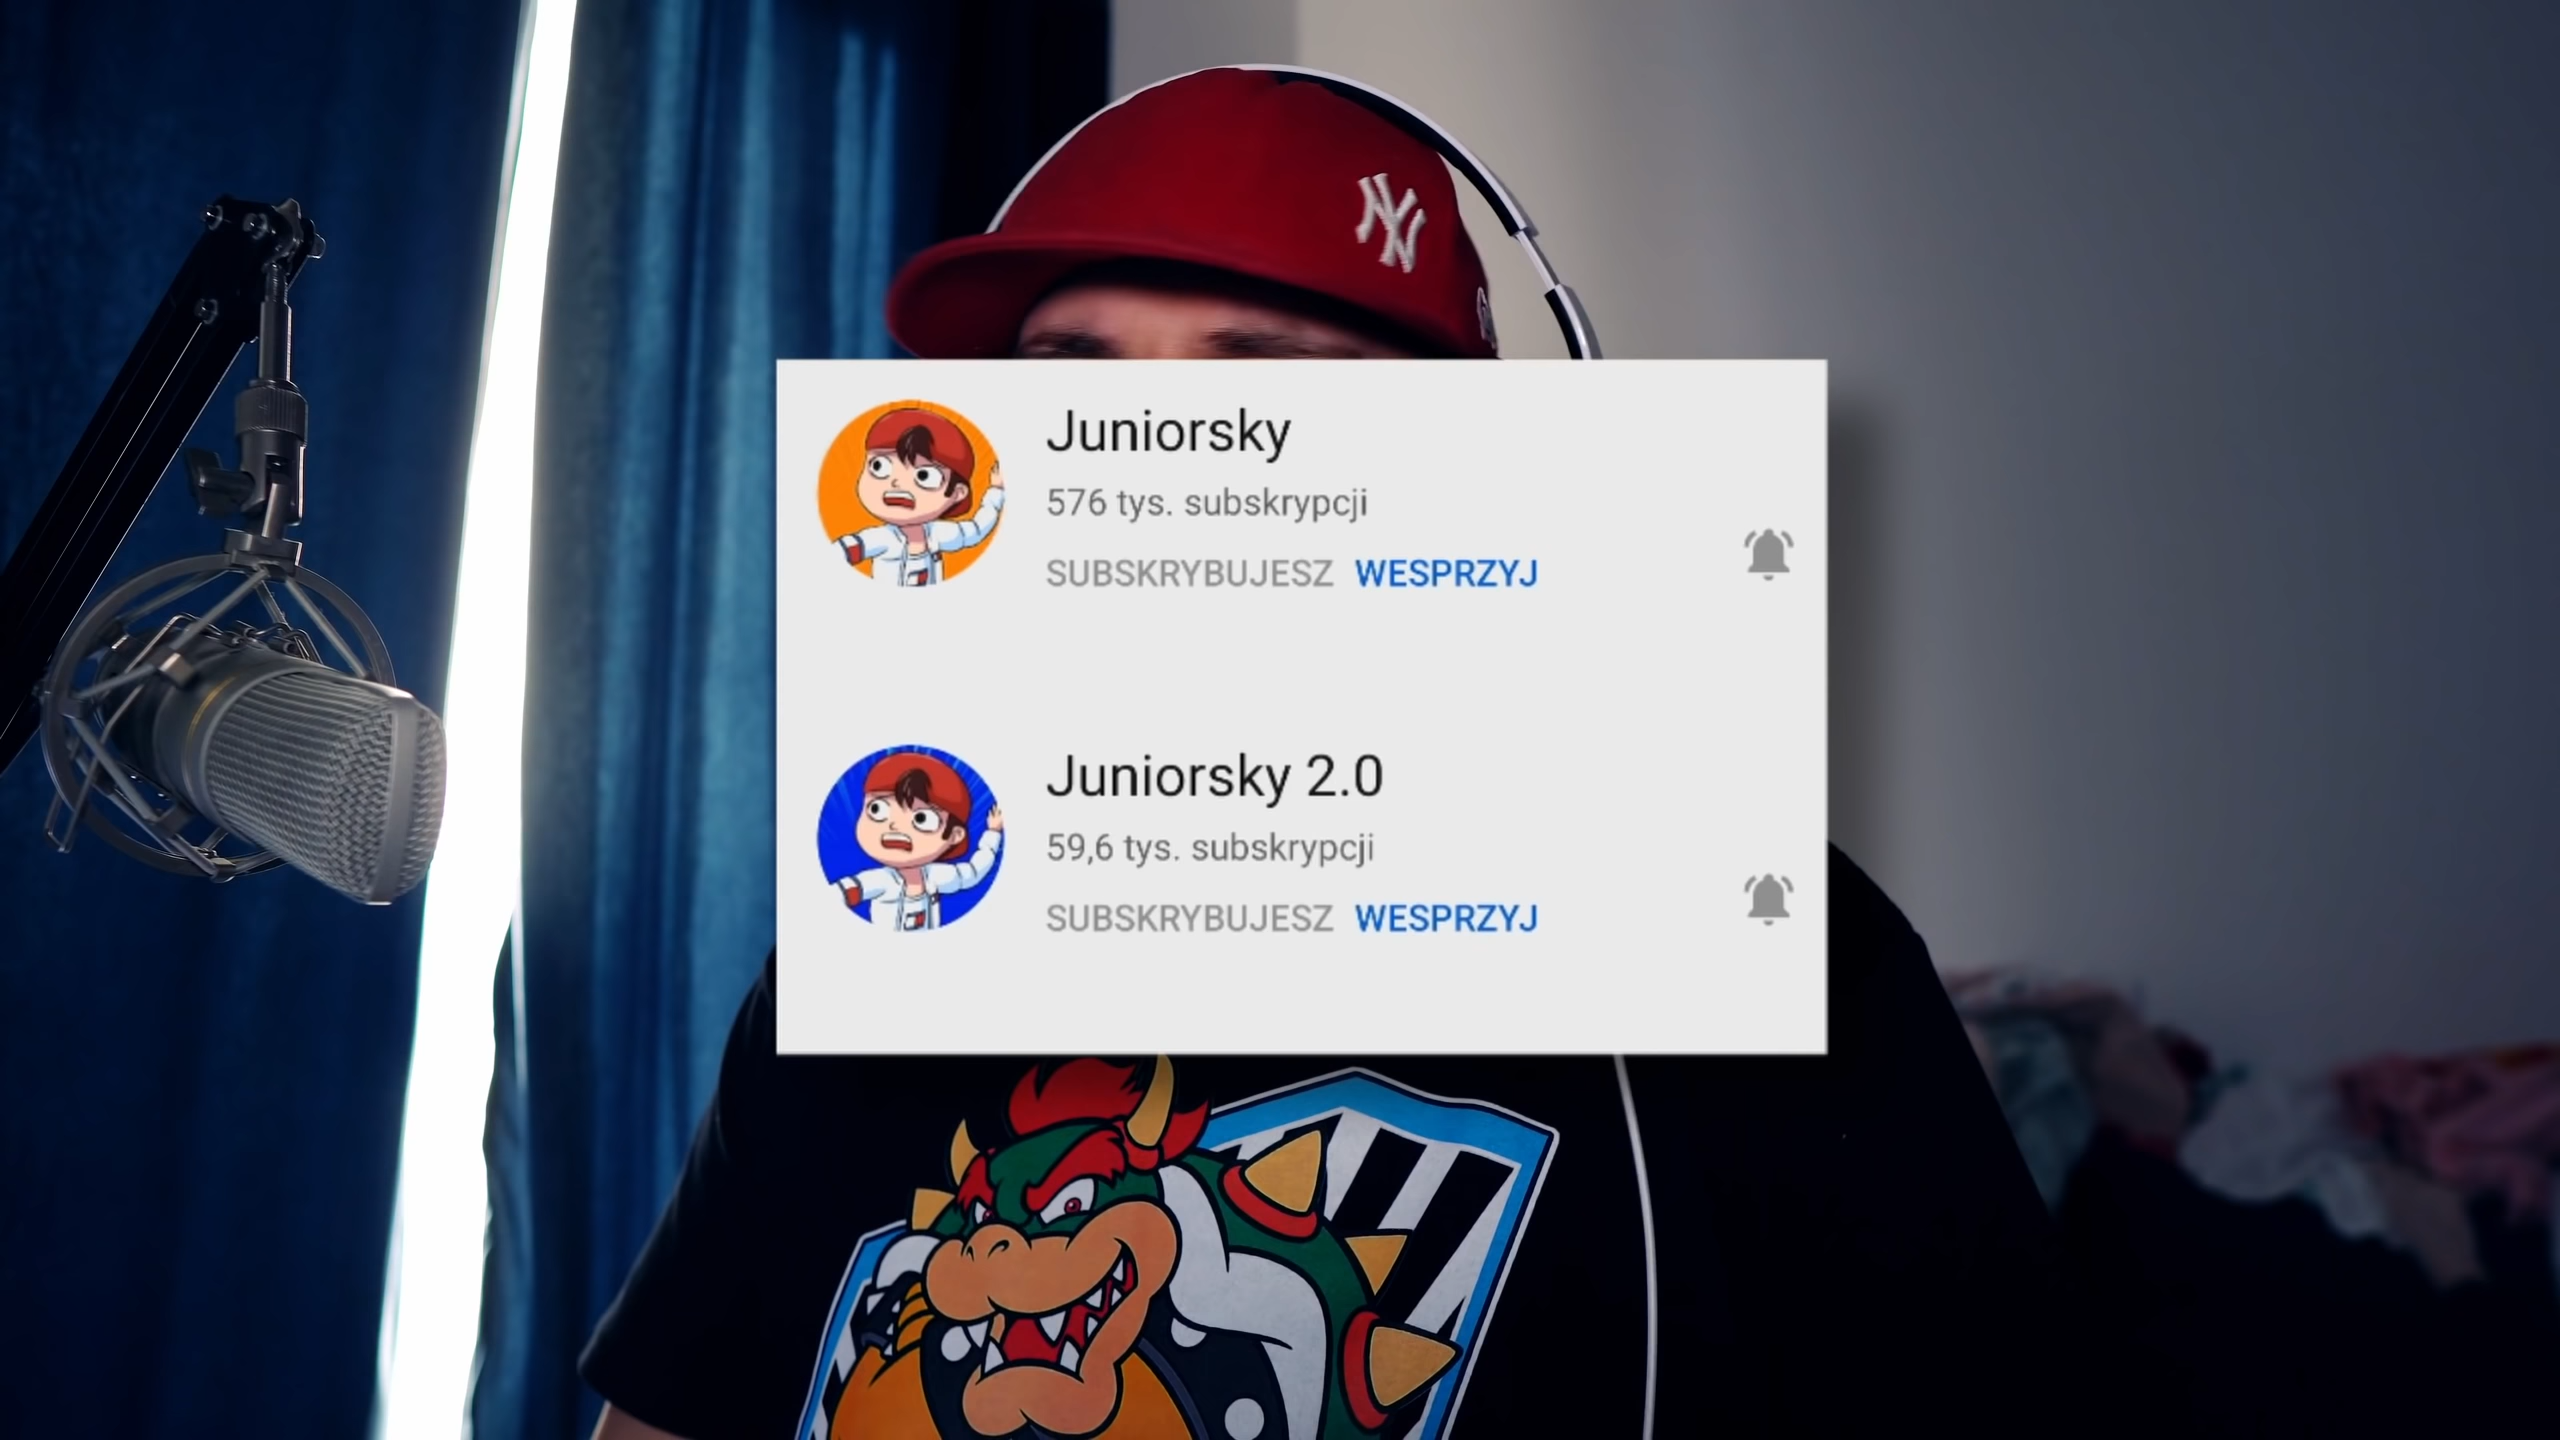 NY
Juniorsky
576 tys. subskrypcji
SUBSKRYBUJESZ WESPRZYJ
Juniorsky 2.0
59,6 tys. subskrypcji
SUBSKRYBUJESZ WESPRZYJ